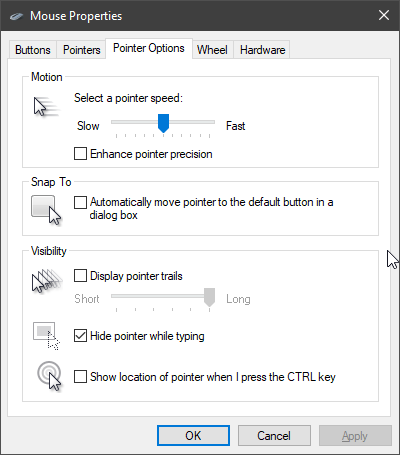 Mouse Properties
Buttons Pointers Pointer Options Wheel Hardware
Motion
Select a pointer speed:
Slow Fast
Enhance pointer precision
Snap To
Automatically move pointer to the default button in a
dialog box
Visibility
Display pointer trails
Short Long
Hide pointer while typing
Show location of pointer when I press the CTRL key
OK Cancel Apply